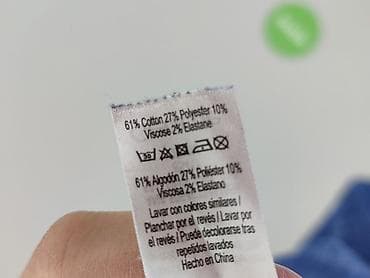 61% Cotton 27% Polyester 10%
Viscose 2% Elastane
30
61% Algodón 27% Poliéster 10%
Viscosa 2% Elastano
Lavar con colores similares /
Planchar por el revés / Lavar por
el revés / Puede decolorarse tras
repetidos lavados
Hecho en China